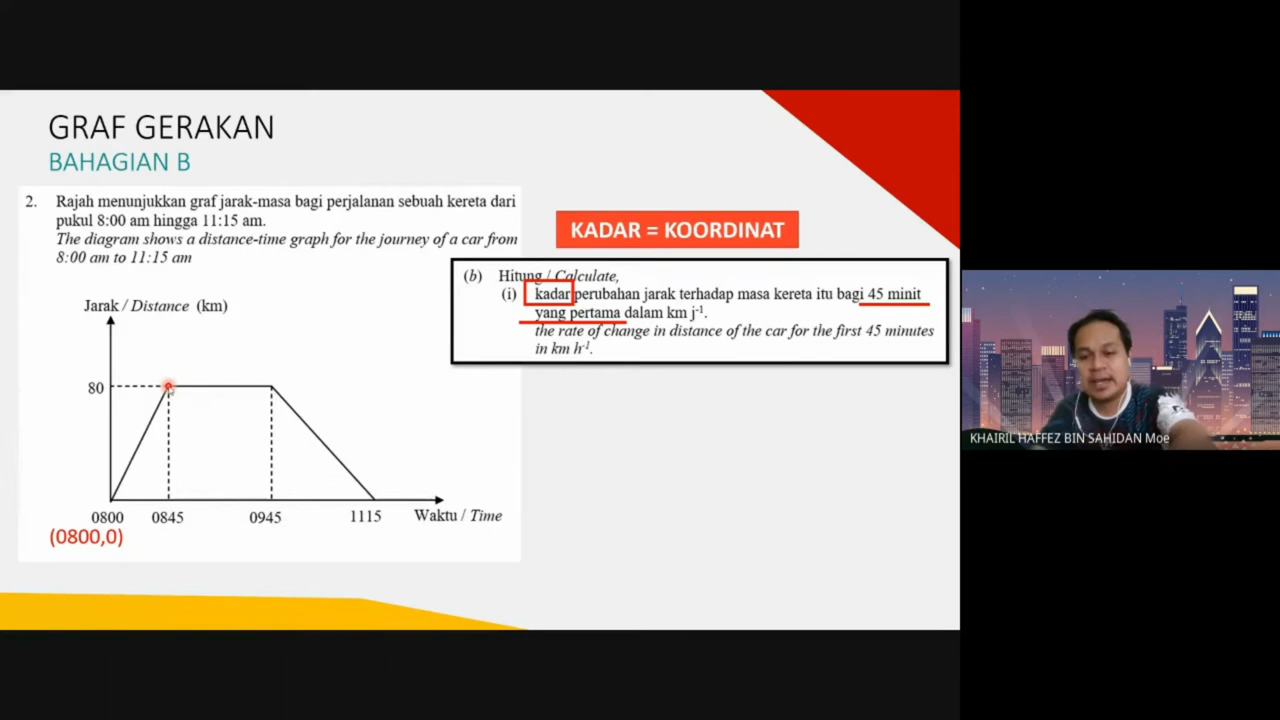 GRAF GERAKAN
BAHAGIAN B
2. Rajah menunjukkan graf jarak-masa bagi perjalanan sebuah kereta dari
pukul 8:00 am hingga 11:15 am.
The diagram shows a distance-time graph for the journey of a car from
8:00 am to 11:15 am
Jarak / Distance (km)
80
0800 0845 0945 1115 Waktu / Time
(0800,0)
KADAR = KOORDINAT
(b) Hitung / Calculate,
(i) kadar perubahan jarak terhadap masa kereta itu bagi 45 minit
yang pertama dalam km j⁻¹.
the rate of change in distance of the car for the first 45 minutes
in km h⁻¹.
KHAIRIL HAFFEZ BIN SAHIDAN Moe